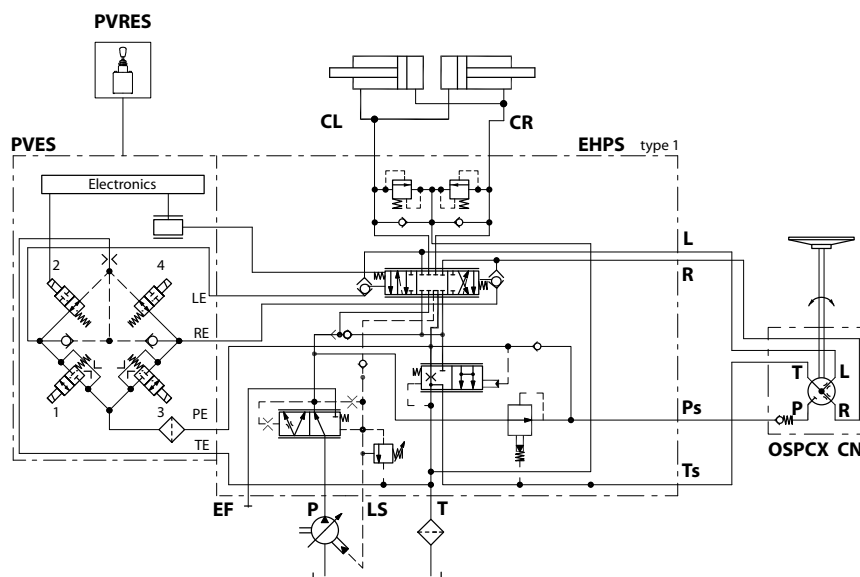 PVRES
CL
CR
PVES
EHPS type 1
Electronics
L
2
4
R
LE
RE
T
L
1
3
PE
Ps
P
R
TE
OSPCX CN
Ts
EF
P
LS
T